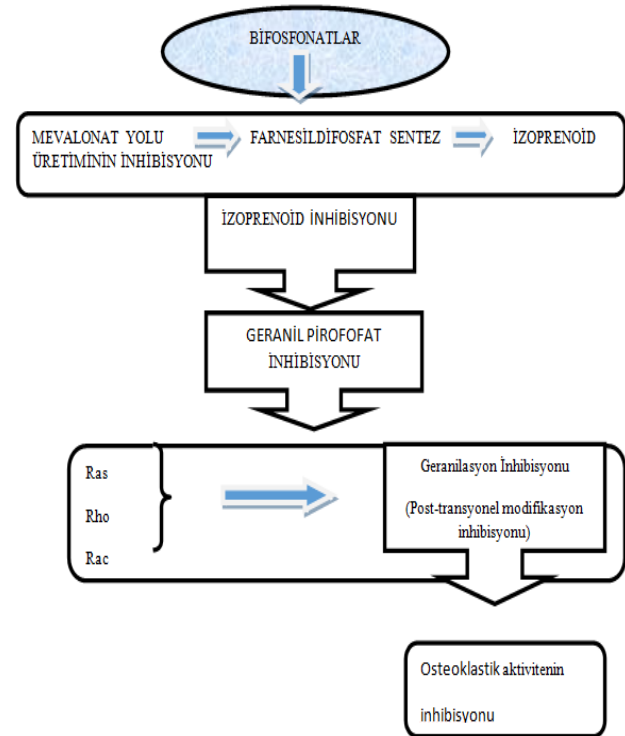 BİFOSFONATLAR
MEVALONAT YOLU FARNESİLDİFOSFAT SENTEZ İZOPRENOİD
ÜRETİMİNİN İNHİBİSYONU
İZOPRENOİD İNHİBİSYONU
GERANİL PİROFOFAT
İNHİBİSYONU
Ras
Rho
Rac
Geranilasyon İnhibisyonu
(Post-transyonel modifikasyon
inhibisyonu)
Osteoklastik aktivitenin
inhibisyonu